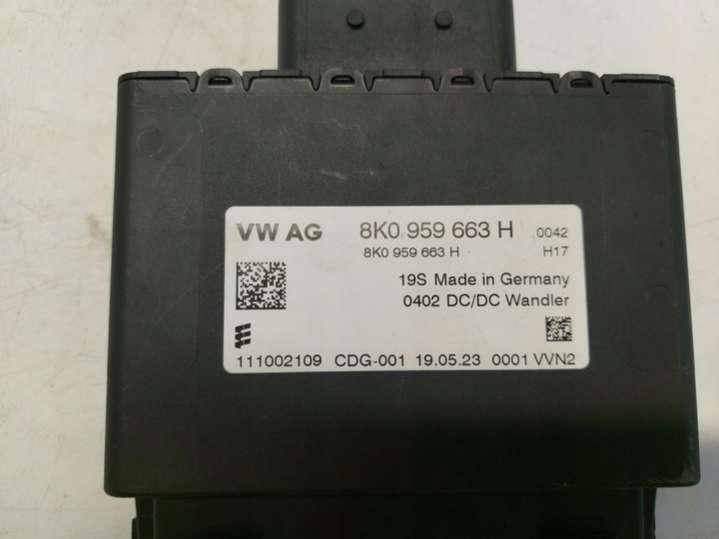 VW AG 8K0 959 663 H 0042
8K0 959 663 H H17
19S Made in Germany
0402 DC/DC Wandler
111002109 CDG-001 19.05.23 0001 VVN2